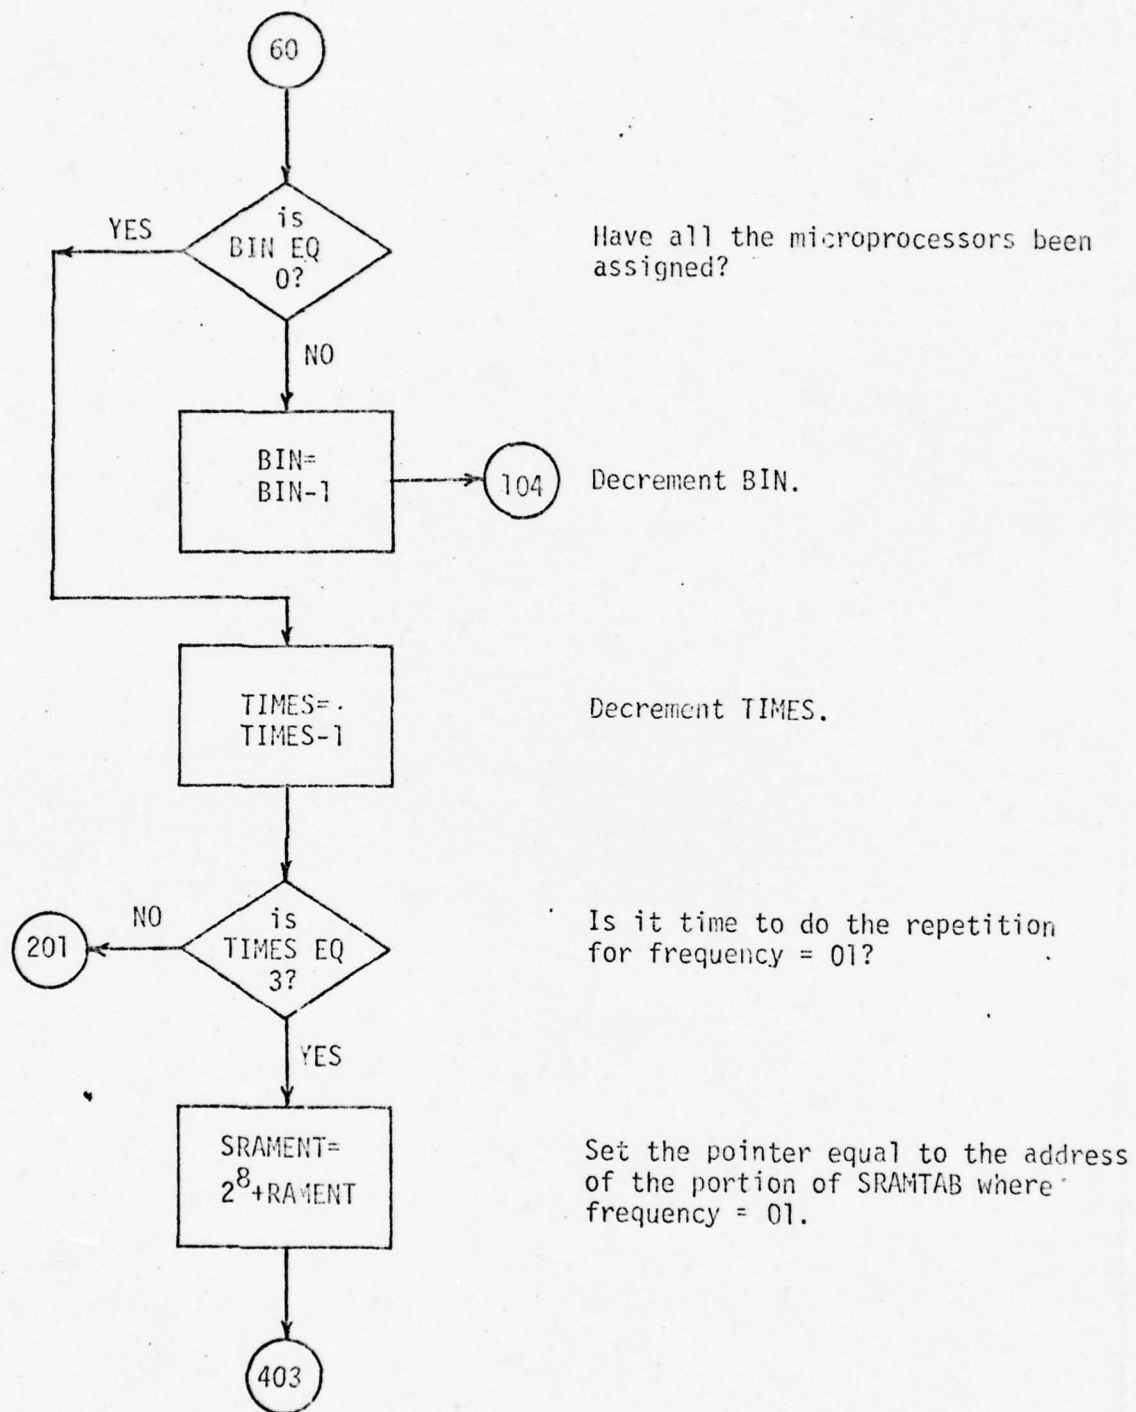 60
is
BIN EQ
0?
YES
Have all the microprocessors been
assigned?
NO
BIN=
BIN-1
104
Decrement BIN.
TIMES=
TIMES-1
Decrement TIMES.
is
TIMES EQ
3?
NO
201
Is it time to do the repetition
for frequency = 01?
YES
SRAMENT=
2⁸+RAMENT
Set the pointer equal to the address
of the portion of SRAMTAB where
frequency = 01.
403